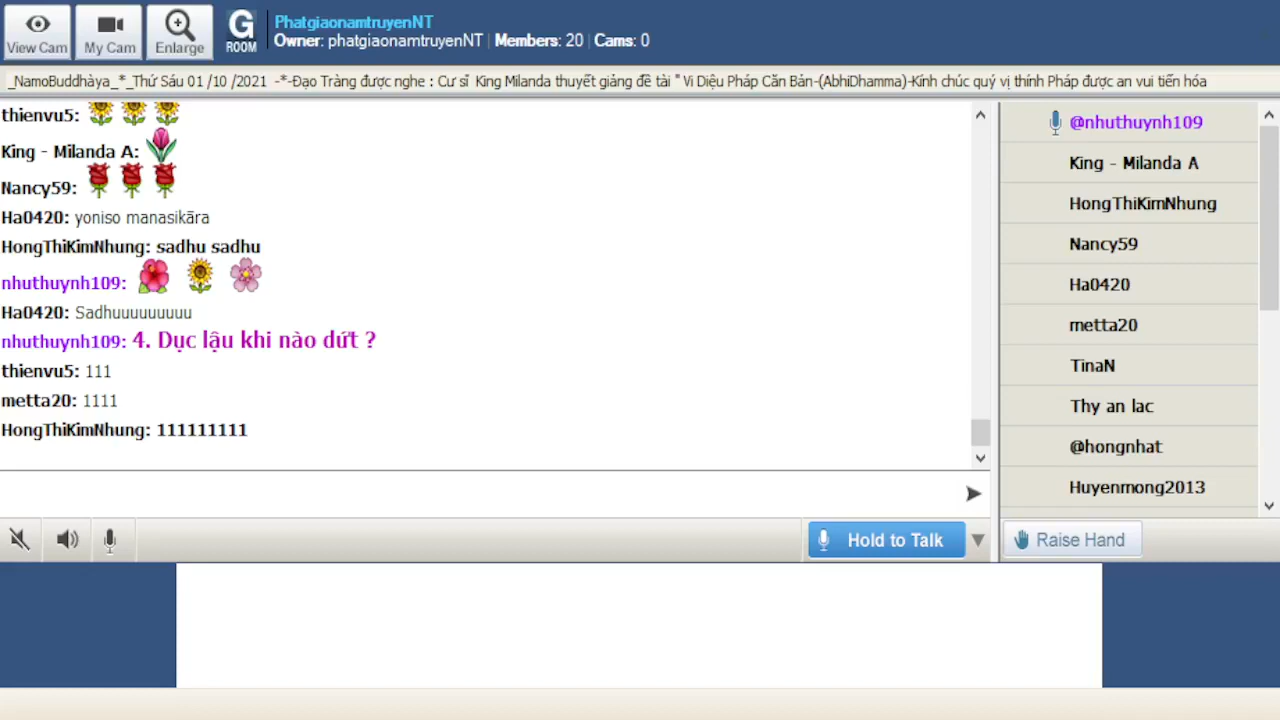 View Cam
My Cam
Enlarge
G
ROOM
PhatgiaonamtruyenNT
Owner: phatgiaonamtruyenNT | Members: 20 | Cams: 0
_NamoBuddhàya_*_Thứ Sáu 01 /10 /2021 -*-Đạo Tràng được nghe : Cư sĩ King Milanda thuyết giảng đề tài " Vi Diệu Pháp Căn Bản-(AbhiDhamma)-Kính chúc quý vị thính Pháp được an vui tiến hóa
thienvu5:
King - Milanda A:
Nancy59:
Ha0420: yoniso manasikāra
HongThiKimNhung: sadhu sadhu
nhuthuynh109:
Ha0420: Sadhuuuuuuuuu
nhuthuynh109: 4. Dục lậu khi nào dứt ?
thienvu5: 111
metta20: 1111
HongThiKimNhung: 111111111
@nhuthuynh109
King - Milanda A
HongThiKimNhung
Nancy59
Ha0420
metta20
TinaN
Thy an lac
@hongnhat
Huyenmong2013
Hold to Talk
Raise Hand